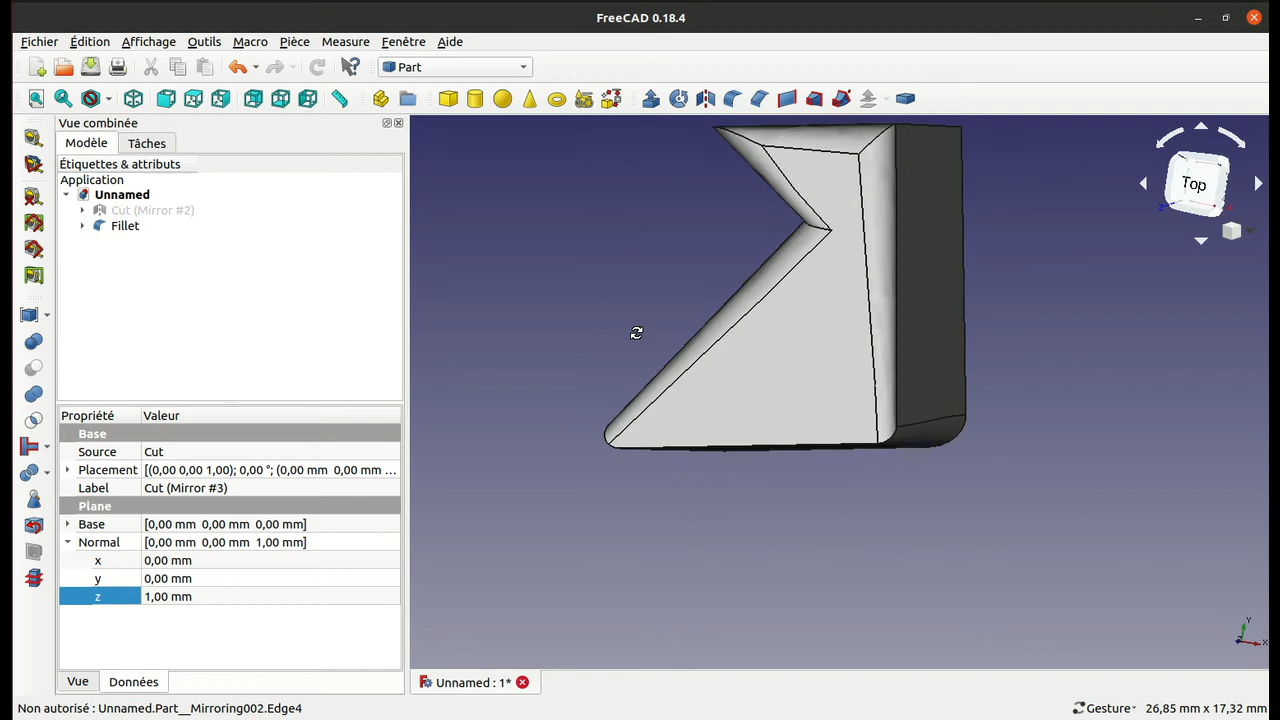 FreeCAD 0.18.4
Fichier Édition Affichage Outils Macro Pièce Measure Fenêtre Aide
Part
Vue combinée
Modèle Tâches
Étiquettes & attributs
Application
Unnamed
Cut (Mirror #2)
Fillet
Top
Propriété Valeur
Base
Source Cut
Placement [(0,00 0,00 1,00); 0,00 °; (0,00 mm 0,00 mm ...
Label Cut (Mirror #3)
Plane
Base [0,00 mm 0,00 mm 0,00 mm]
Normal [0,00 mm 0,00 mm 1,00 mm]
x 0,00 mm
y 0,00 mm
z 1,00 mm
Y
Z X
Vue Données
Unnamed : 1*
Non autorisé : Unnamed.Part__Mirroring002.Edge4
Gesture 26,85 mm x 17,32 mm